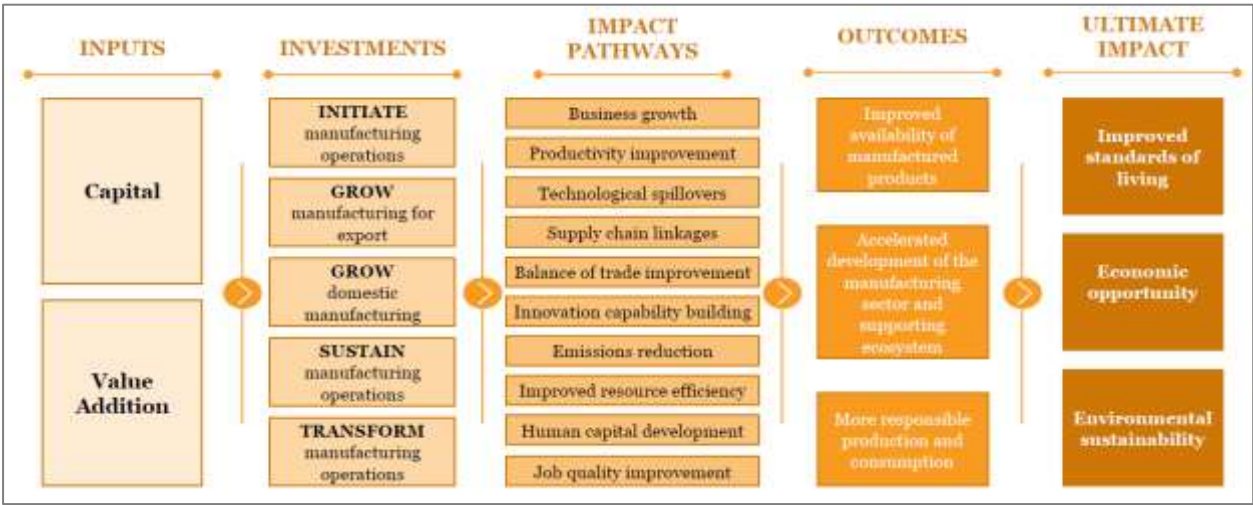 INPUTS
INVESTMENTS
IMPACT
PATHWAYS
OUTCOMES
ULTIMATE
IMPACT
Capital
Value
Addition
INITIATE
manufacturing
operations
GROW
manufacturing for
export
GROW
domestic
manufacturing
SUSTAIN
manufacturing
operations
TRANSFORM
manufacturing
operations
Business growth
Productivity improvement
Technological spillovers
Supply chain linkages
Balance of trade improvement
Innovation capability building
Emissions reduction
Improved resource efficiency
Human capital development
Job quality improvement
Improved
availability of
manufactured
products
Accelerated
development of the
manufacturing
sector and
supporting
ecosystem
More responsible
production and
consumption
Improved
standards of
living
Economic
opportunity
Environmental
sustainability